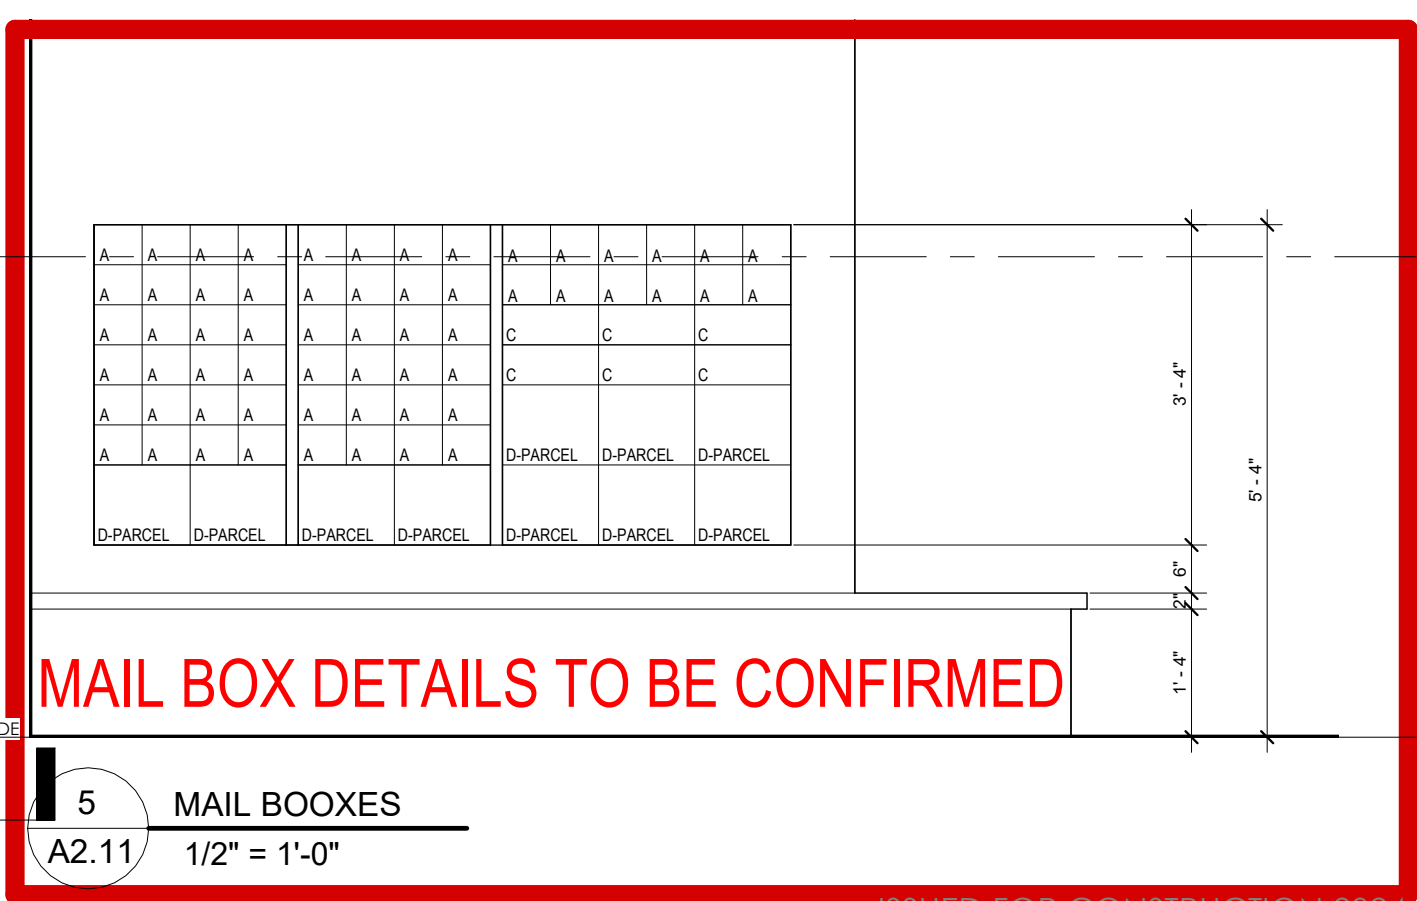 A A A A A A A A A A A A A A
A A A A A A A A A A A A A A
A A A A A A A A C C C
A A A A A A A A C C C
A A A A A A A A
A A A A A A A A D-PARCEL D-PARCEL D-PARCEL
D-PARCEL D-PARCEL D-PARCEL D-PARCEL D-PARCEL D-PARCEL D-PARCEL
3' - 4"
5' - 4"
6"
2"
1' - 4"
MAIL BOX DETAILS TO BE CONFIRMED
DE
5 MAIL BOOXES
A2.11 1/2" = 1'-0"